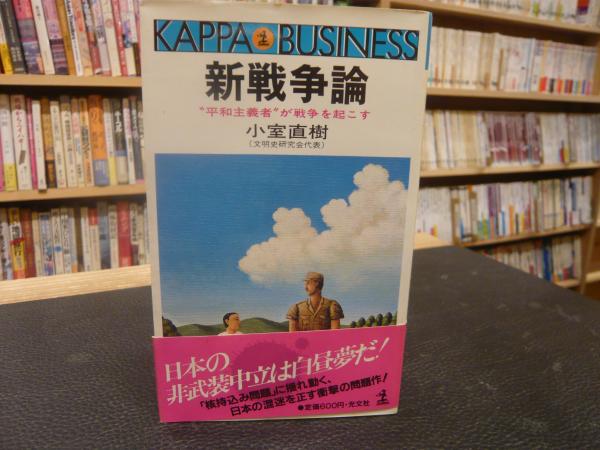 KAPPA BUSINESS
新戦争論
“平和主義者”が戦争を起こす
小室直樹
(文明史研究会代表)
日本の
非武装中立は白昼夢だ!
「核持込み問題」に揺れ動く、
日本の混迷を正す衝撃の問題作!
●定価600円・光文社